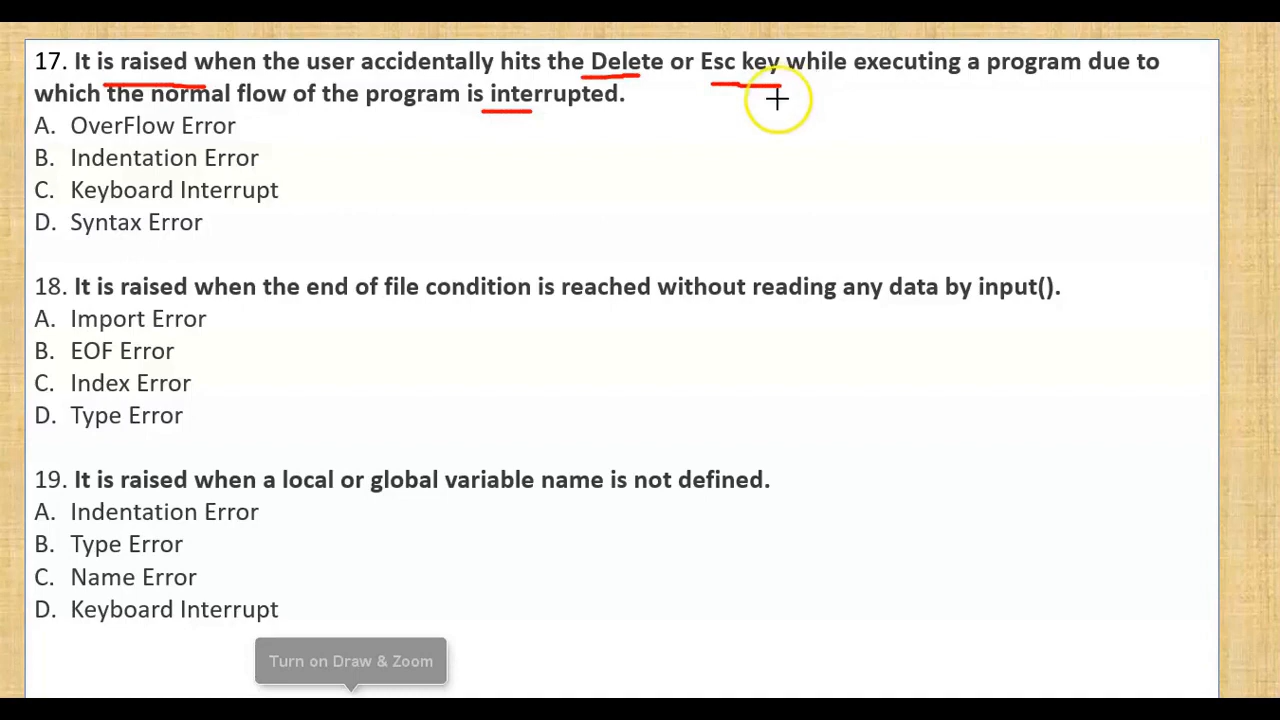 17. It is raised when the user accidentally hits the Delete or Esc key while executing a program due to
which the normal flow of the program is interrupted.
A. OverFlow Error
B. Indentation Error
C. Keyboard Interrupt
D. Syntax Error
18. It is raised when the end of file condition is reached without reading any data by input().
A. Import Error
B. EOF Error
C. Index Error
D. Type Error
19. It is raised when a local or global variable name is not defined.
A. Indentation Error
B. Type Error
C. Name Error
D. Keyboard Interrupt
Turn on Draw & Zoom